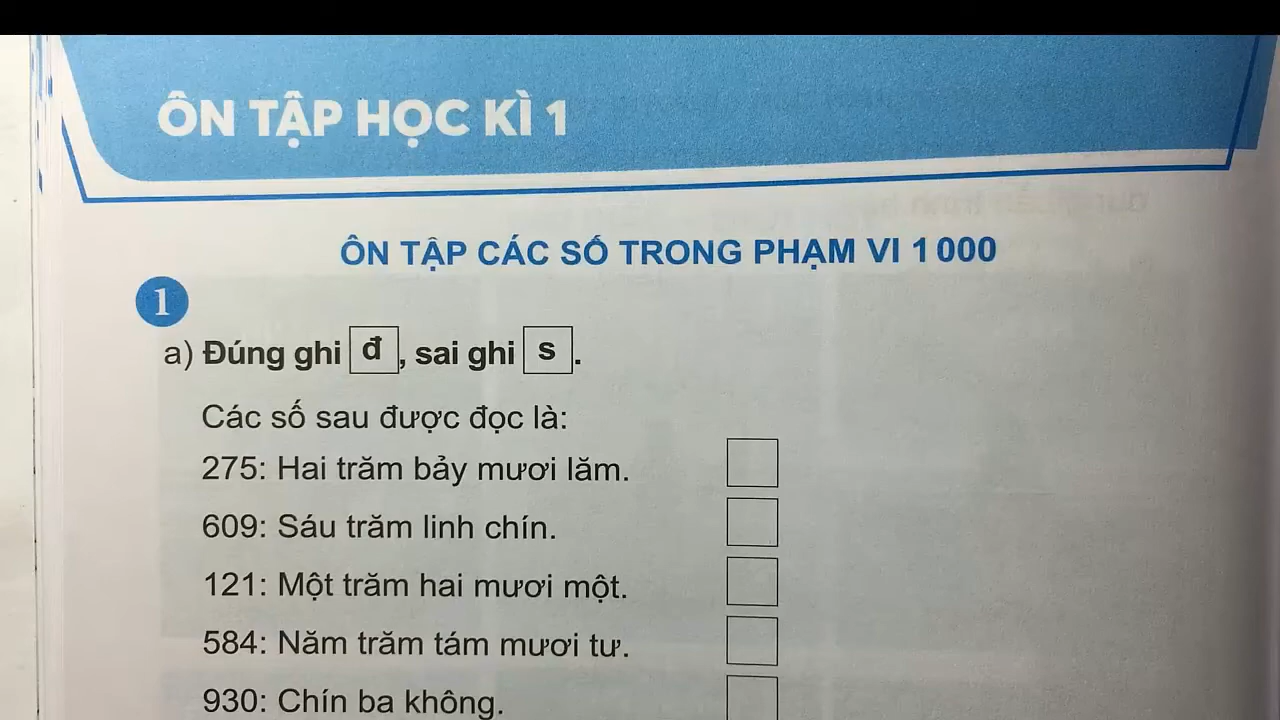 ÔN TẬP HỌC KÌ 1
ÔN TẬP CÁC SỐ TRONG PHẠM VI 1 000
1
a) Đúng ghi đ , sai ghi s .
Các số sau được đọc là:
275: Hai trăm bảy mươi lăm.
609: Sáu trăm linh chín.
121: Một trăm hai mươi một.
584: Năm trăm tám mươi tư.
930: Chín ba không.